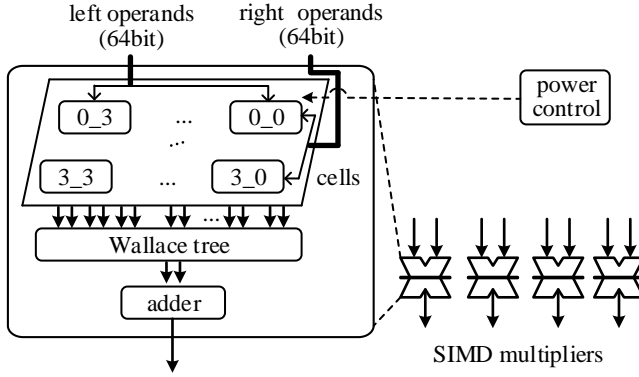 left operands
(64bit)
right operands
(64bit)
power
control
0_3 ... 0_0
...
3_3 ... 3_0
cells
...
Wallace tree
adder
SIMD multipliers